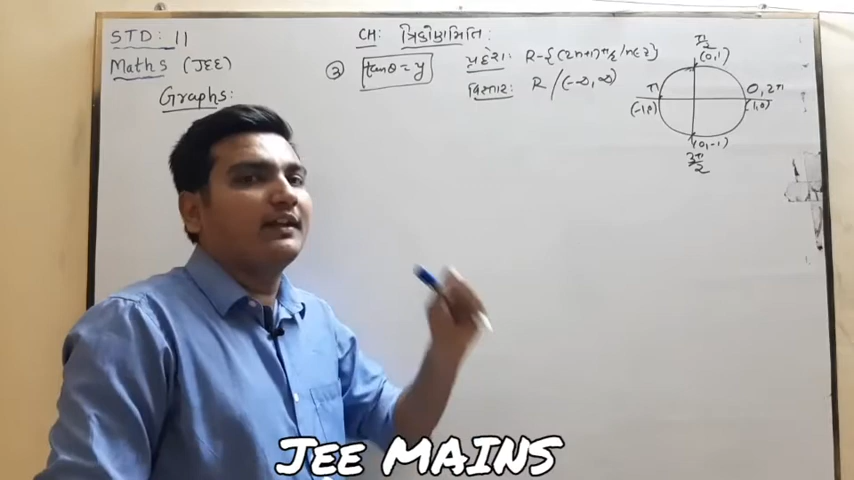 STD: 11
Maths (JEE)
Graphs:
CH: ત્રિકોણમિતિ:
③ tanθ = y
પ્રદેશ: R-{(2n+1)π/2 / n∈z}
વિસ્તાર: R / (-∞, ∞)
π/2
(0,1)
π
(-1,0)
0, 2π
(1,0)
(0,-1)
3π/2
JEE MAINS